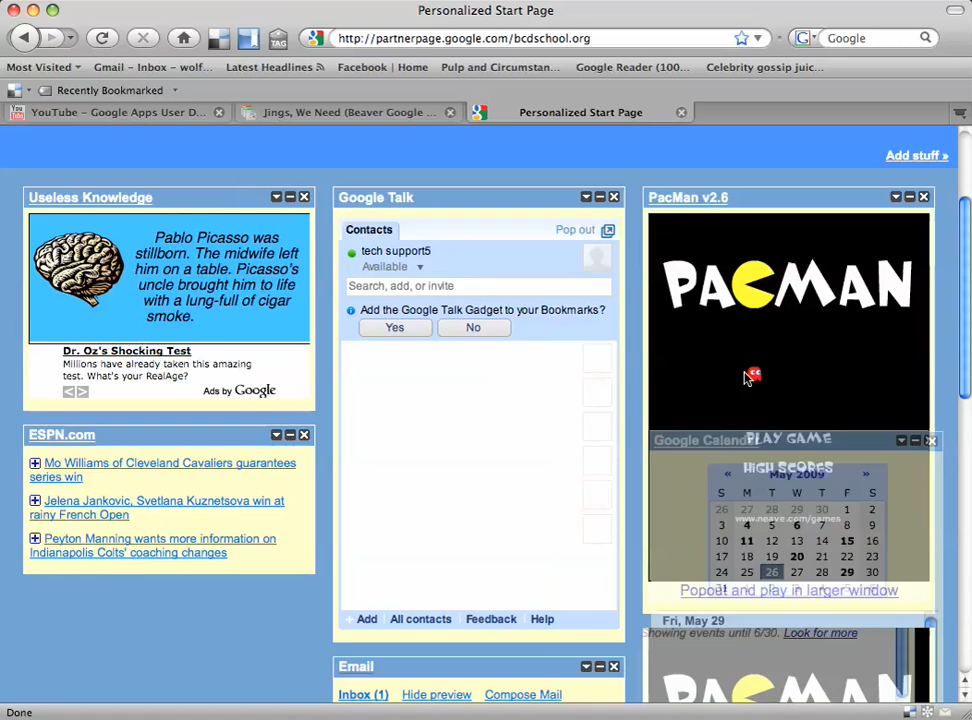 Personalized Start Page
TAG
http://partnerpage.google.com/bcdschool.org
Google
Most Visited
Gmail – Inbox – wolf...
Latest Headlines
Facebook | Home
Pulp and Circumstan...
Google Reader (100...
Celebrity gossip juic...
Recently Bookmarked
You
Tube
YouTube – Google Apps User D...
Jings, We Need (Beaver Google ...
Personalized Start Page
Add stuff »
Useless Knowledge
Pablo Picasso was
stillborn. The midwife left
him on a table. Picasso's
uncle brought him to life
with a lung-full of cigar
smoke.
Dr. Oz's Shocking Test
Millions have already taken this amazing
test. What's your RealAge?
< >
Ads by Google
ESPN.com
Mo Williams of Cleveland Cavaliers guarantees
series win
Jelena Jankovic, Svetlana Kuznetsova win at
rainy French Open
Peyton Manning wants more information on
Indianapolis Colts' coaching changes
Google Talk
Contacts
Pop out
tech support5
Available
Search, add, or invite
Add the Google Talk Gadget to your Bookmarks?
Yes No
+ Add All contacts Feedback Help
Email
Inbox (1) Hide preview Compose Mail
PacMan v2.6
PACMAN
PLAY GAME
Google Calendar
HIGH SCORES
« May 2009 »
S M T W T F S
26 27 28 29 30 1 2
www.neave.com/games
3 4 5 6 7 8 9
10 11 12 13 14 15 16
17 18 19 20 21 22 23
24 25 26 27 28 29 30
Popout and play in larger window
Fri, May 29
Showing events until 6/30. Look for more
PACMAN
Done